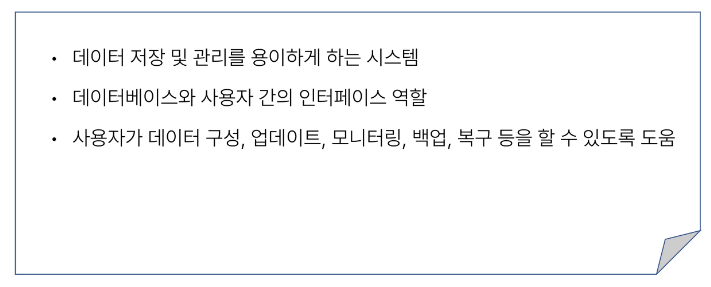 • 데이터 저장 및 관리를 용이하게 하는 시스템
• 데이터베이스와 사용자 간의 인터페이스 역할
• 사용자가 데이터 구성, 업데이트, 모니터링, 백업, 복구 등을 할 수 있도록 도움